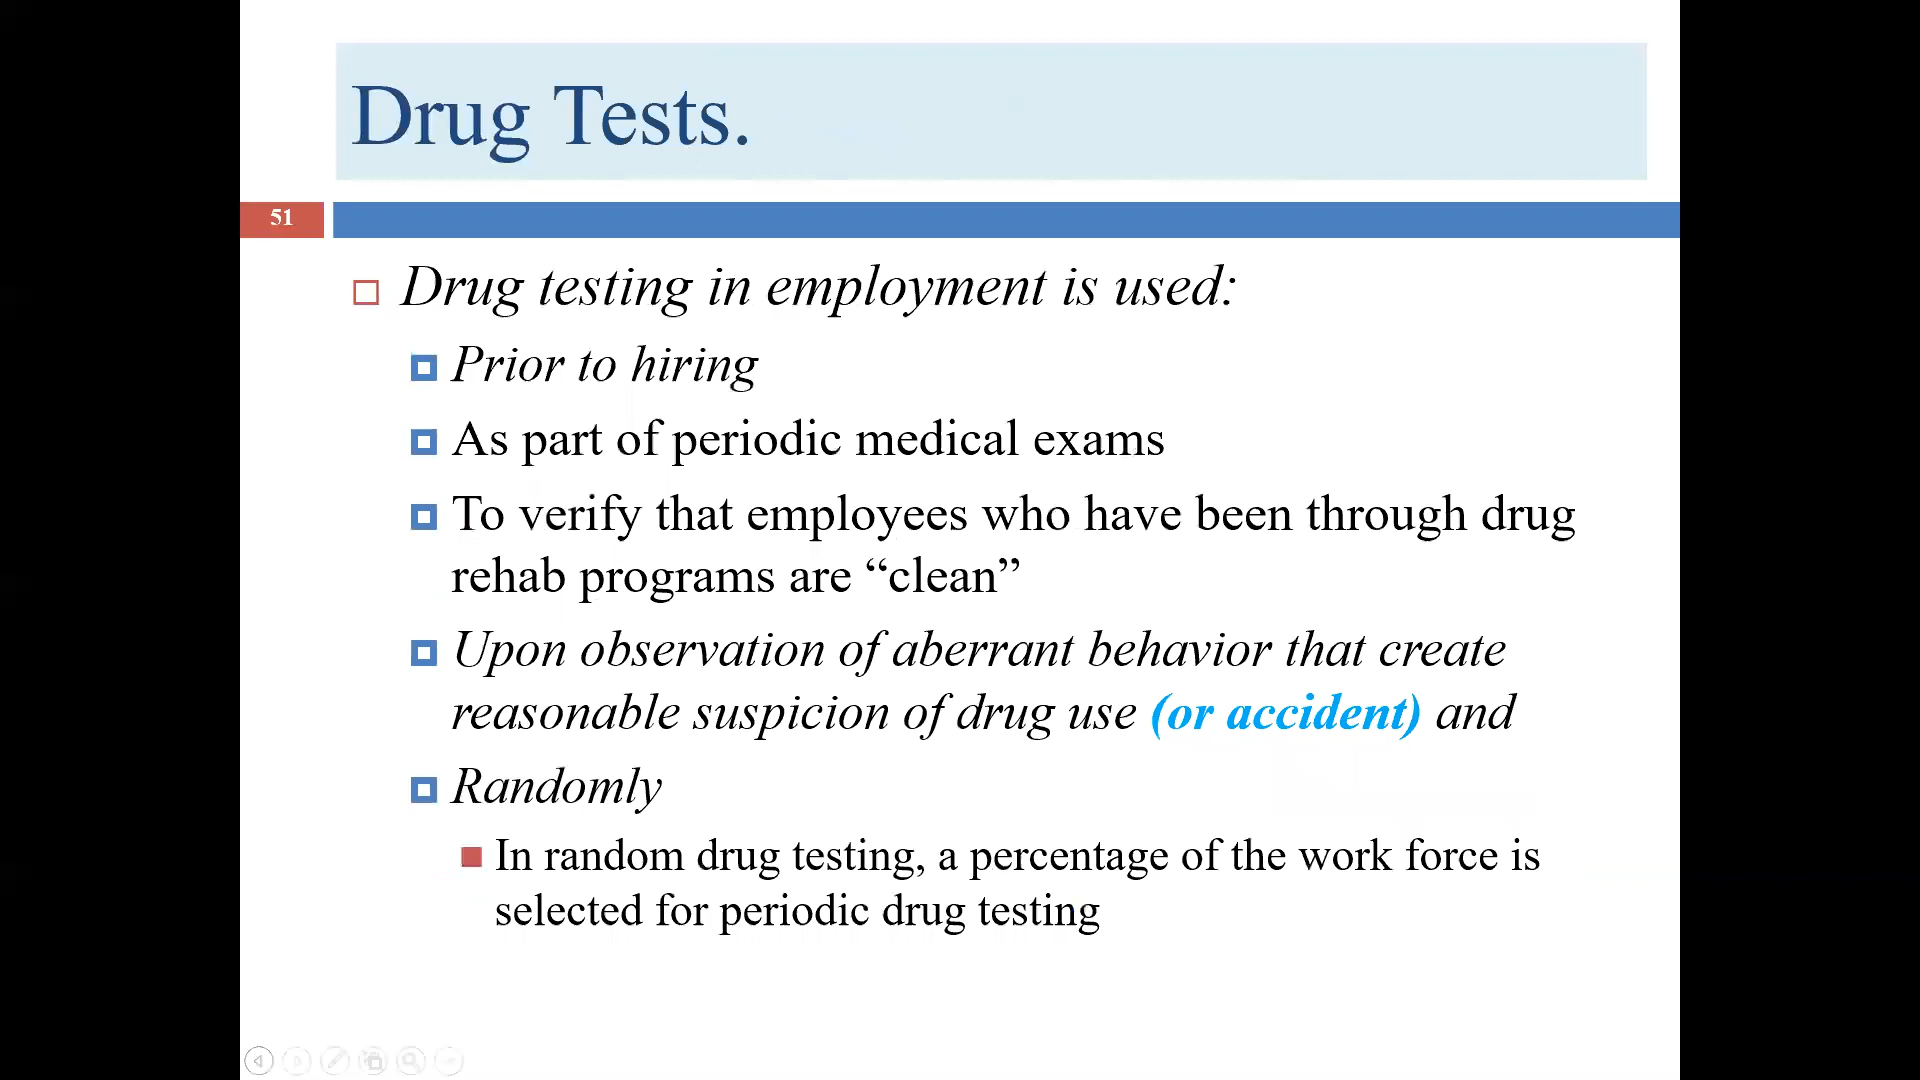 Drug Tests.
51
Drug testing in employment is used:
Prior to hiring
As part of periodic medical exams
To verify that employees who have been through drug
rehab programs are “clean”
Upon observation of aberrant behavior that create
reasonable suspicion of drug use (or accident) and
Randomly
In random drug testing, a percentage of the work force is
selected for periodic drug testing